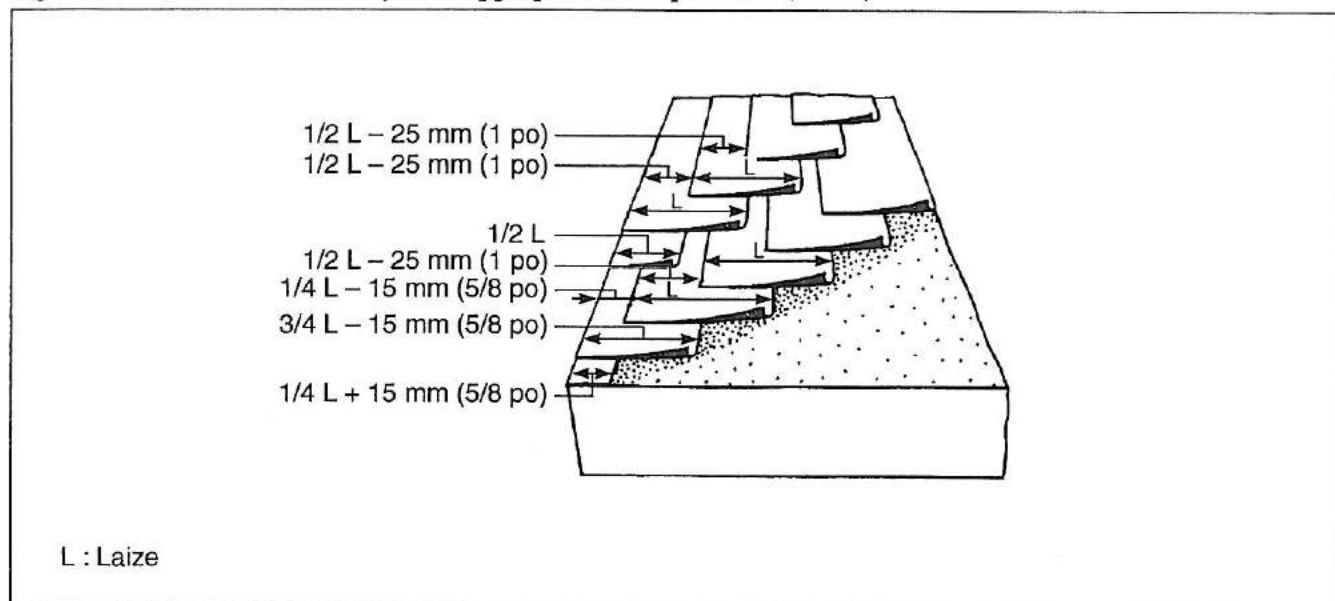 1/2 L – 25 mm (1 po)
1/2 L – 25 mm (1 po)
L
L
1/2 L
1/2 L – 25 mm (1 po)
L
L
1/4 L – 15 mm (5/8 po)
3/4 L – 15 mm (5/8 po)
1/4 L + 15 mm (5/8 po)
L : Laize